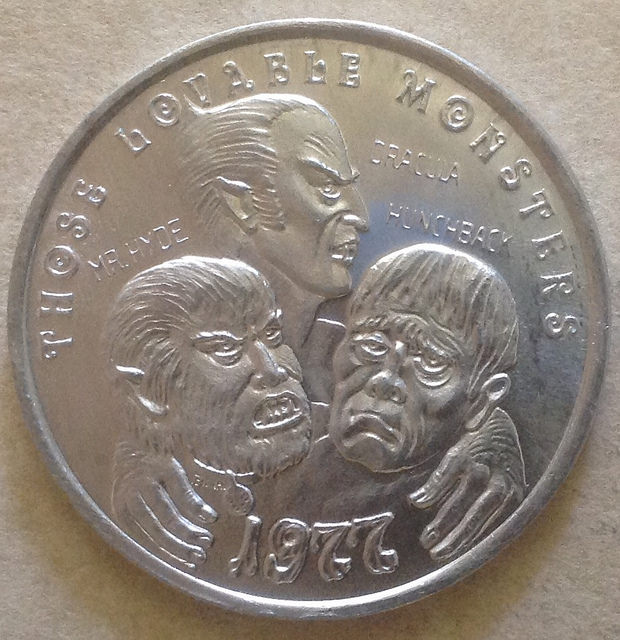 THOSE LOVABLE MONSTERS
DRACULA
HUNCHBACK
MR. HYDE
1977